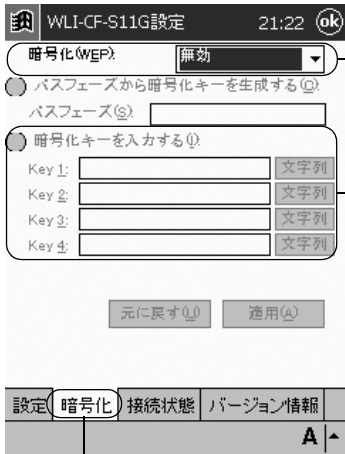 WLI-CF-S11G設定 21:22 ok
暗号化(WEP): 無効
パスフェーズから暗号化キーを生成する(C):
パスフェーズ(S):
暗号化キーを入力する(I):
Key 1: 文字列
Key 2: 文字列
Key 3: 文字列
Key 4: 文字列
元に戻す(U) 適用(A)
設定 暗号化 接続状態 バージョン情報
A